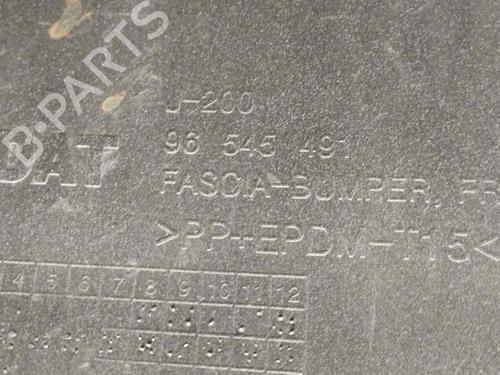 B-PARTS
J-200
96 545 491
DAT FASCIA-BUMPER, FR
>PP+EPDM-T15<
4 5 6 7 8 9 10 11 12